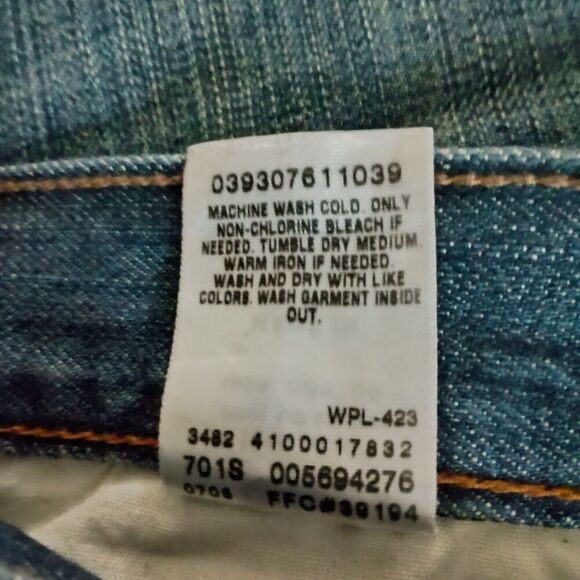 039307611039
MACHINE WASH COLD. ONLY
NON-CHLORINE BLEACH IF
NEEDED. TUMBLE DRY MEDIUM.
WARM IRON IF NEEDED.
WASH AND DRY WITH LIKE
COLORS. WASH GARMENT INSIDE
OUT.
WPL-423
3482 4100017832
701S 005694276
0706 FFC#39194